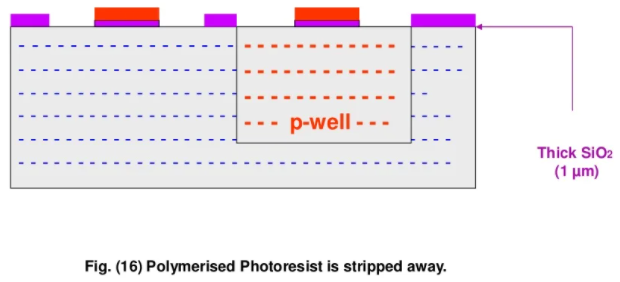 p-well
Thick SiO2
(1 µm)
Fig. (16) Polymerised Photoresist is stripped away.